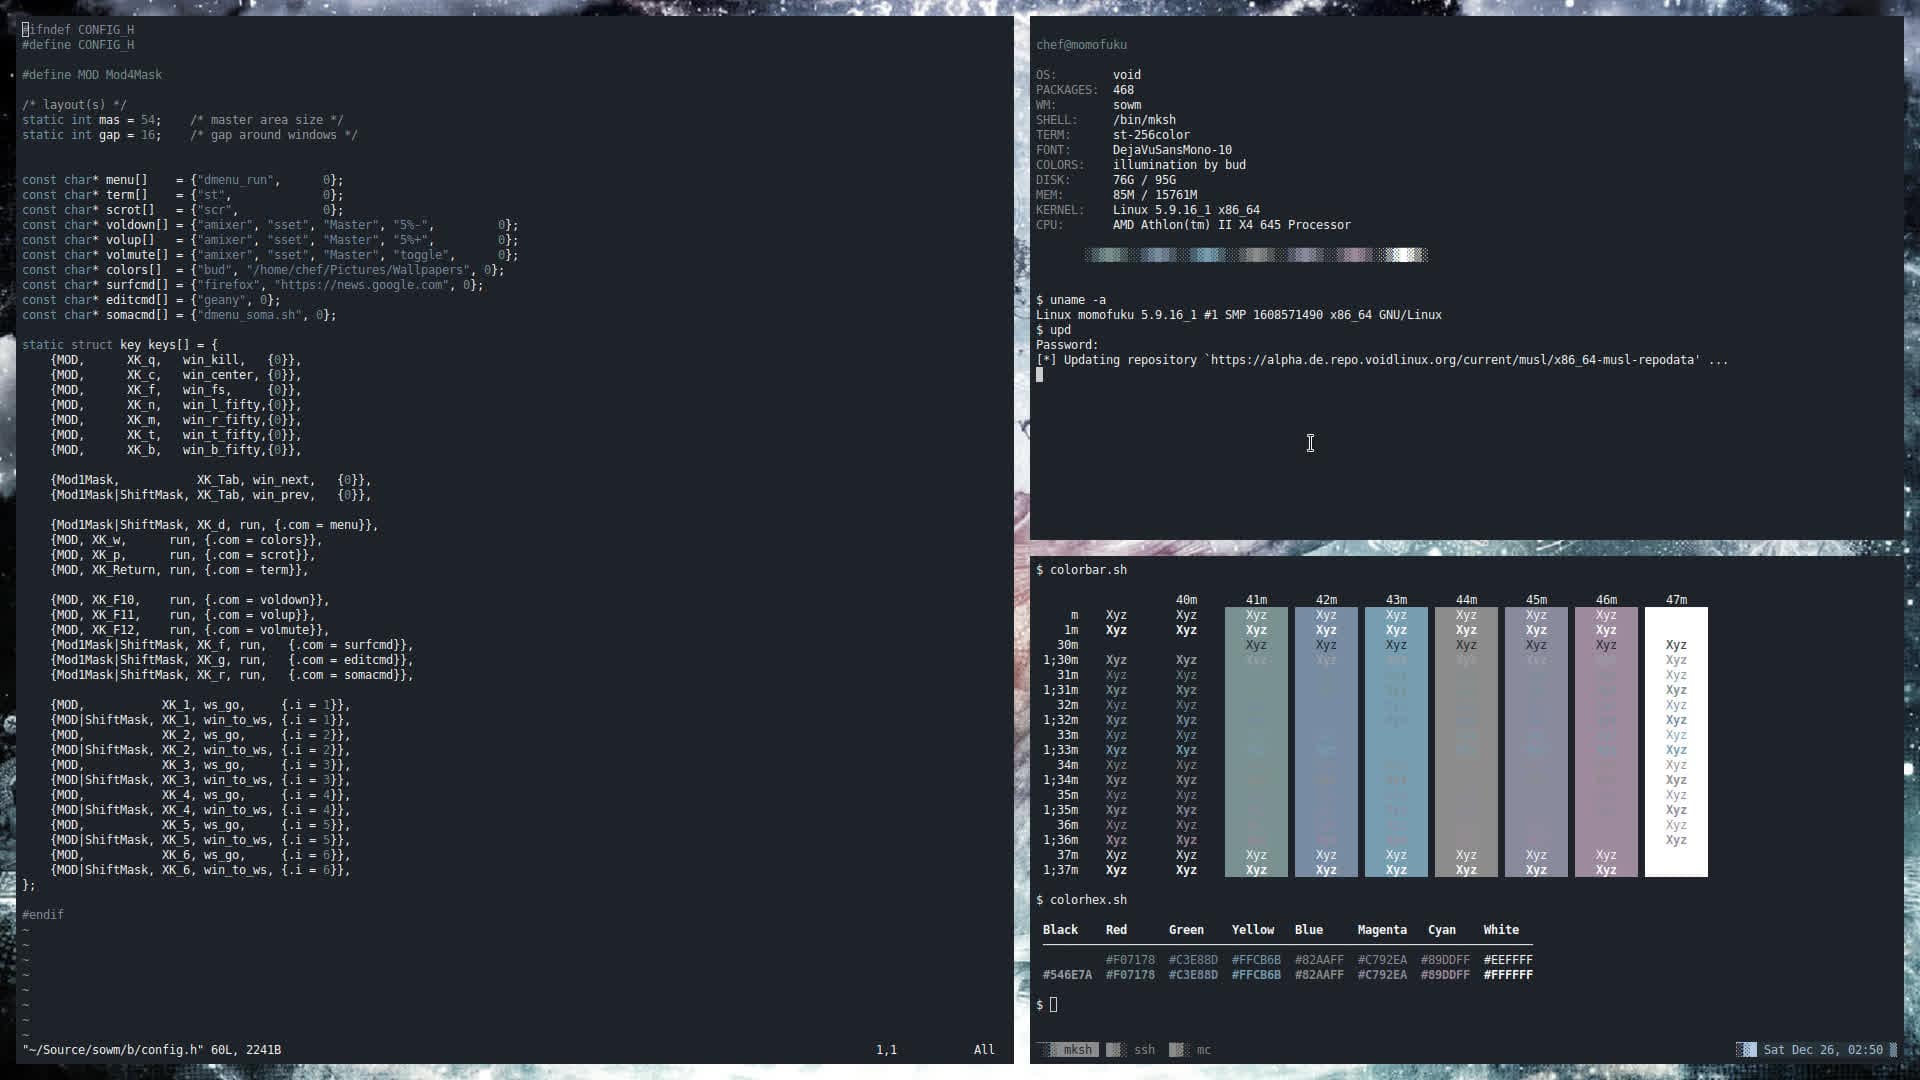 #ifndef CONFIG_H
#define CONFIG_H
#define MOD Mod4Mask
/* layout(s) */
static int mas = 54;    /* master area size */
static int gap = 16;    /* gap around windows */
const char* menu[]    = {"dmenu_run",      0};
const char* term[]    = {"st",             0};
const char* scrot[]   = {"scr",            0};
const char* voldown[] = {"amixer", "sset", "Master", "5%-",         0};
const char* volup[]   = {"amixer", "sset", "Master", "5%+",         0};
const char* volmute[] = {"amixer", "sset", "Master", "toggle",      0};
const char* colors[]  = {"bud", "/home/chef/Pictures/Wallpapers", 0};
const char* surfcmd[] = {"firefox", "https://news.google.com", 0};
const char* editcmd[] = {"geany", 0};
const char* somacmd[] = {"dmenu_soma.sh", 0};
static struct key keys[] = {
    {MOD,      XK_q,   win_kill,   {0}},
    {MOD,      XK_c,   win_center, {0}},
    {MOD,      XK_f,   win_fs,     {0}},
    {MOD,      XK_n,   win_l_fifty,{0}},
    {MOD,      XK_m,   win_r_fifty,{0}},
    {MOD,      XK_t,   win_t_fifty,{0}},
    {MOD,      XK_b,   win_b_fifty,{0}},
    {Mod1Mask,           XK_Tab, win_next,   {0}},
    {Mod1Mask|ShiftMask, XK_Tab, win_prev,   {0}},
    {Mod1Mask|ShiftMask, XK_d, run, {.com = menu}},
    {MOD, XK_w,      run, {.com = colors}},
    {MOD, XK_p,      run, {.com = scrot}},
    {MOD, XK_Return, run, {.com = term}},
    {MOD, XK_F10,    run, {.com = voldown}},
    {MOD, XK_F11,    run, {.com = volup}},
    {MOD, XK_F12,    run, {.com = volmute}},
    {Mod1Mask|ShiftMask, XK_f, run,   {.com = surfcmd}},
    {Mod1Mask|ShiftMask, XK_g, run,   {.com = editcmd}},
    {Mod1Mask|ShiftMask, XK_r, run,   {.com = somacmd}},
    {MOD,           XK_1, ws_go,     {.i = 1}},
    {MOD|ShiftMask, XK_1, win_to_ws, {.i = 1}},
    {MOD,           XK_2, ws_go,     {.i = 2}},
    {MOD|ShiftMask, XK_2, win_to_ws, {.i = 2}},
    {MOD,           XK_3, ws_go,     {.i = 3}},
    {MOD|ShiftMask, XK_3, win_to_ws, {.i = 3}},
    {MOD,           XK_4, ws_go,     {.i = 4}},
    {MOD|ShiftMask, XK_4, win_to_ws, {.i = 4}},
    {MOD,           XK_5, ws_go,     {.i = 5}},
    {MOD|ShiftMask, XK_5, win_to_ws, {.i = 5}},
    {MOD,           XK_6, ws_go,     {.i = 6}},
    {MOD|ShiftMask, XK_6, win_to_ws, {.i = 6}},
};
#endif
~
~
~
~
~
~
~
~
"~/Source/sowm/b/config.h" 60L, 2241B    1,1    All
chef@momofuku
OS:        void
PACKAGES:  468
WM:        sowm
SHELL:     /bin/mksh
TERM:      st-256color
FONT:      DejaVuSansMono-10
COLORS:    illumination by bud
DISK:      76G / 95G
MEM:       85M / 15761M
KERNEL:    Linux 5.9.16_1 x86_64
CPU:       AMD Athlon(tm) II X4 645 Processor
$ uname -a
Linux momofuku 5.9.16_1 #1 SMP 1608571490 x86_64 GNU/Linux
$ upd
Password:
[*] Updating repository `https://alpha.de.repo.voidlinux.org/current/musl/x86_64-musl-repodata' ...
$ colorbar.sh
40m 41m 42m 43m 44m 45m 46m 47m
m Xyz Xyz Xyz Xyz Xyz Xyz Xyz Xyz
1m Xyz Xyz Xyz Xyz Xyz Xyz Xyz Xyz
30m Xyz Xyz Xyz Xyz Xyz Xyz Xyz
1;30m Xyz Xyz Xyz Xyz Xyz Xyz Xyz Xyz Xyz
31m Xyz Xyz Xyz
1;31m Xyz Xyz Xyz
32m Xyz Xyz Xyz
1;32m Xyz Xyz Xyz
33m Xyz Xyz Xyz
1;33m Xyz Xyz Xyz
34m Xyz Xyz Xyz
1;34m Xyz Xyz Xyz
35m Xyz Xyz Xyz
1;35m Xyz Xyz Xyz
36m Xyz Xyz Xyz
1;36m Xyz Xyz Xyz
37m Xyz Xyz Xyz Xyz Xyz Xyz Xyz Xyz
1;37m Xyz Xyz Xyz Xyz Xyz Xyz Xyz Xyz
$ colorhex.sh
Black Red Green Yellow Blue Magenta Cyan White
#F07178 #C3E88D #FFCB6B #82AAFF #C792EA #89DDFF #EEFFFF
#546E7A #F07178 #C3E88D #FFCB6B #82AAFF #C792EA #89DDFF #FFFFFF
$
mksh ssh mc Sat Dec 26, 02:50